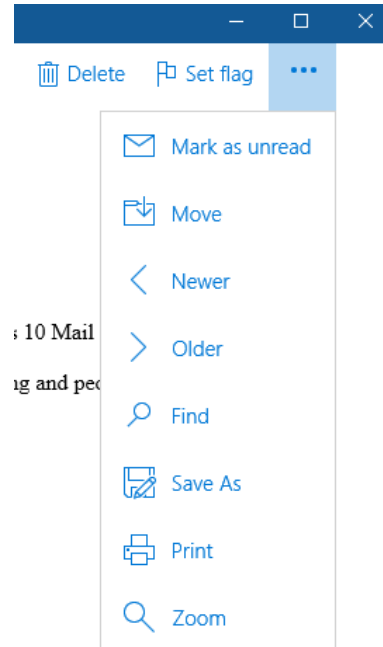 Delete Set flag
Mark as unread
Move
Newer
s 10 Mail
Older
ng and peo
Find
Save As
Print
Zoom